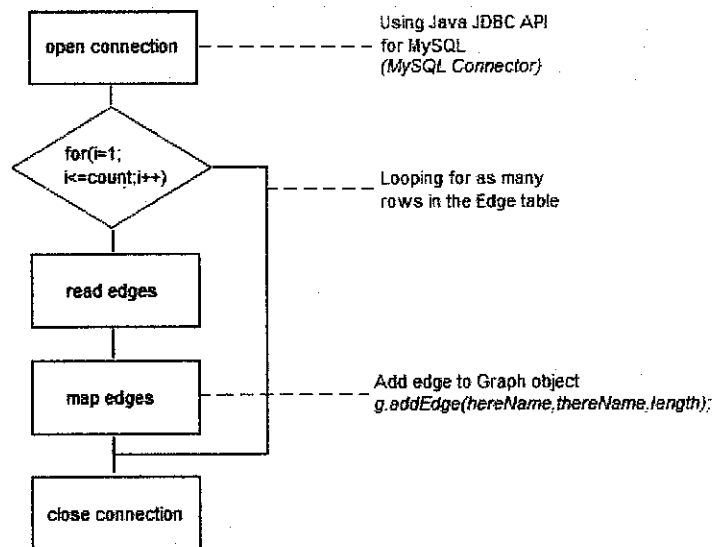 open connection
Using Java JDBC API
for MySQL
(MySQL Connector)
for(i=1;
i<=count;i++)
Looping for as many
rows in the Edge table
read edges
map edges
Add edge to Graph object
g.addEdge(hereName,thereName,length);
close connection